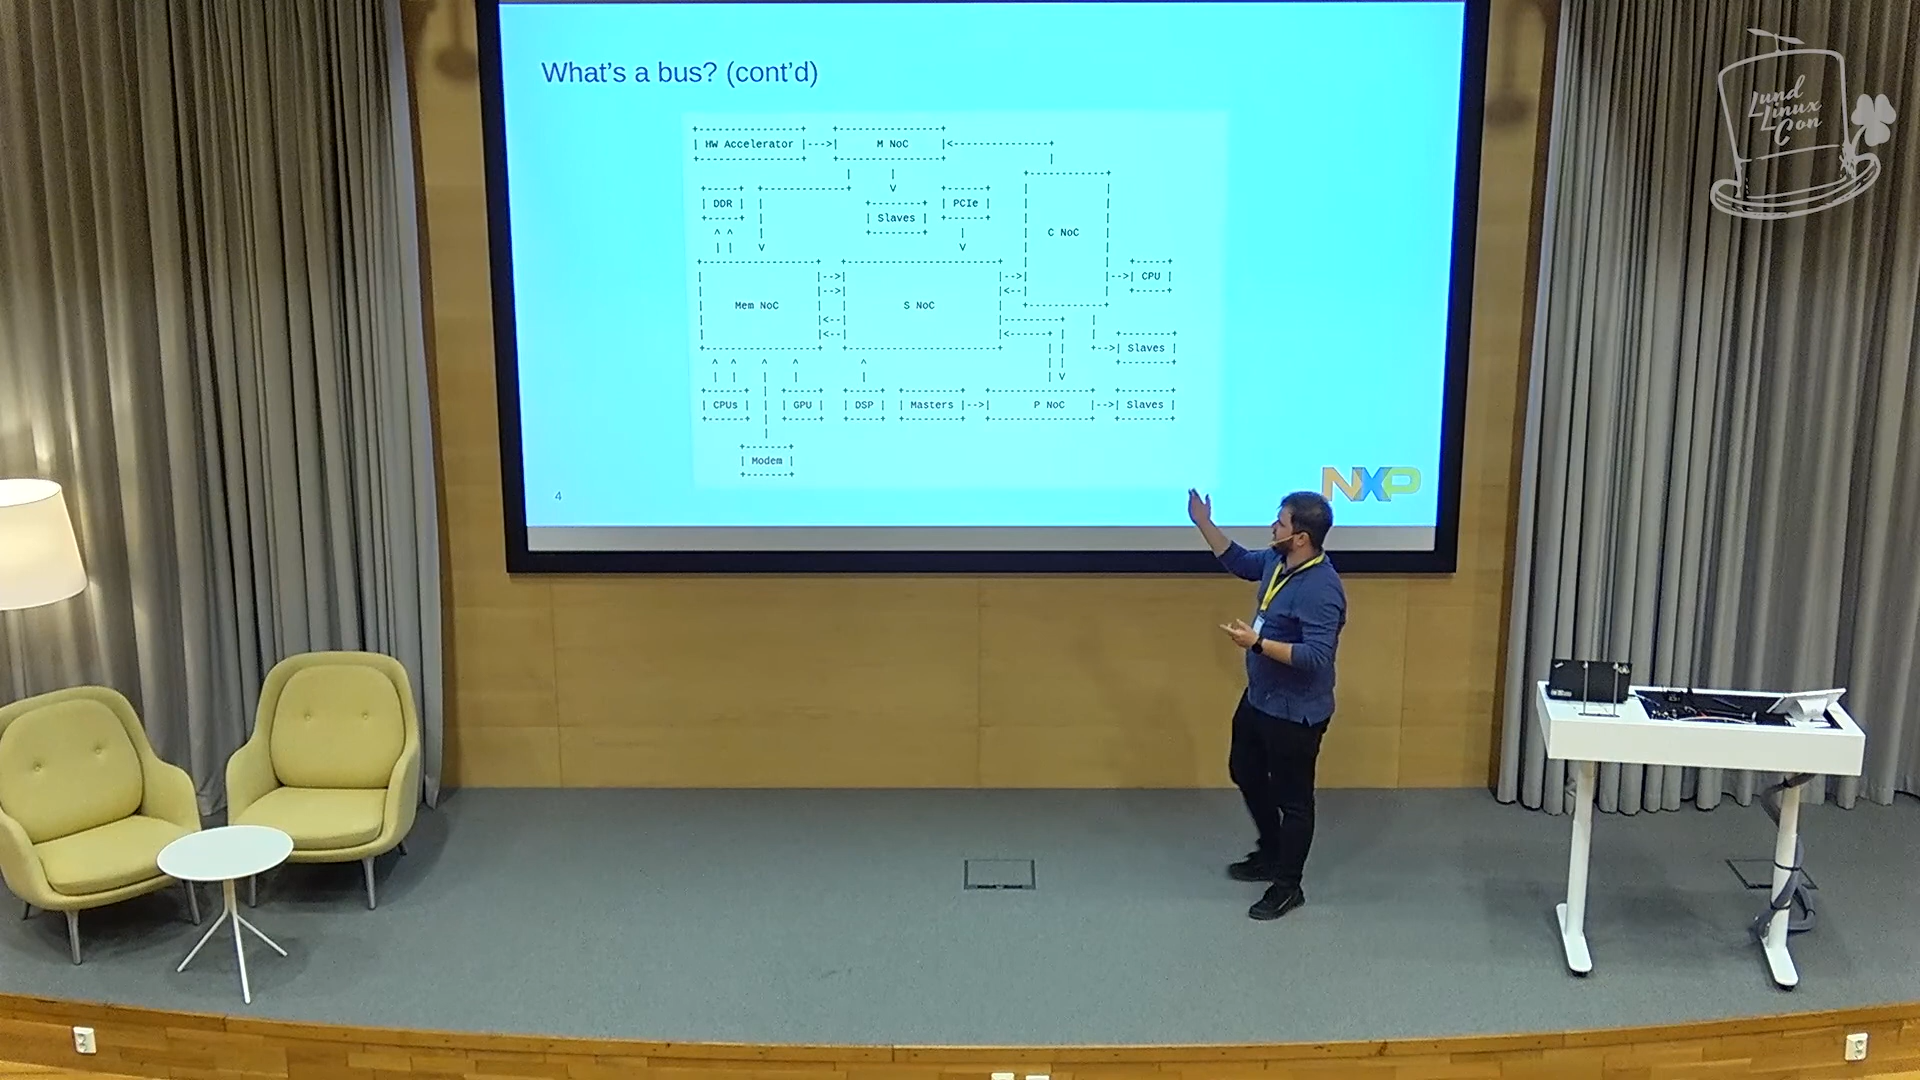 What's a bus? (cont'd)
+----------------+    +----------------+
| HW Accelerator |--->|      M NoC     |<---------------+
+----------------+    +----------------+                |
                        |      |                    +------------+
 +-----+  +-------------+      V           +------+ |            |
 | DDR |  |                +--------+      | PCIe | |            |
 +-----+  |                | Slaves |      +------+ |            |
   ^ ^    |                +--------+         |     |   C NoC    |
   | |    V                                   V     |            |
+------------------+   +------------------------+   |            |   +-----+
|                  |-->|                        |-->|            |-->| CPU |
|                  |-->|                        |<--|            |   +-----+
|      Mem NoC     |   |         S NoC          |   +------------+
|                  |<--|                        |---------+    |
|                  |<--|                        |<------+ |    |   +--------+
+------------------+   +------------------------+       | |    +-->| Slaves |
  ^  ^    ^    ^          ^                             | |        +--------+
  |  |    |    |          |                             | V
+------+  |  +-----+   +-----+  +---------+   +----------------+   +--------+
| CPUs |  |  | GPU |   | DSP |  | Masters |-->|      P NoC     |-->| Slaves |
+------+  |  +-----+   +-----+  +---------+   +----------------+   +--------+
          |
      +-------+
      | Modem |
      +-------+
4
NXP
Lund
Linux
Con